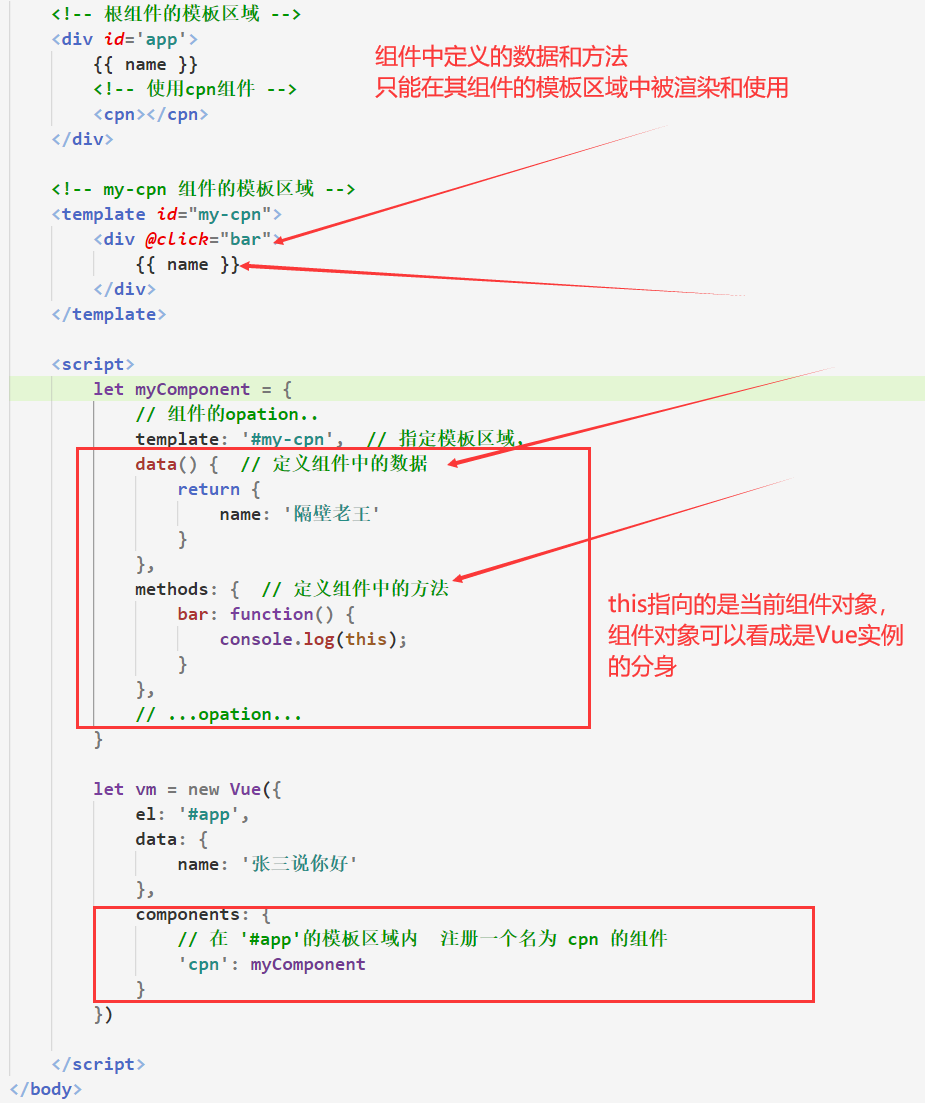 <!-- 根组件的模板区域 -->
<div id='app'>
{{ name }}
<!-- 使用cpn组件 -->
<cpn></cpn>
</div>
组件中定义的数据和方法
只能在其组件的模板区域中被渲染和使用
<!-- my-cpn 组件的模板区域 -->
<template id="my-cpn">
<div @click="bar">
{{ name }}
</div>
</template>
<script>
let myComponent = {
// 组件的opation..
template: '#my-cpn',  // 指定模板区域,
data() {  // 定义组件中的数据
return {
name: '隔壁老王'
}
},
methods: {  // 定义组件中的方法
bar: function() {
console.log(this);
}
},
// ...opation...
}
this指向的是当前组件对象,
组件对象可以看成是Vue实例
的分身
let vm = new Vue({
el: '#app',
data: {
name: '张三说你好'
},
components: {
// 在 '#app'的模板区域内  注册一个名为 cpn 的组件
'cpn': myComponent
}
})
</script>
</body>